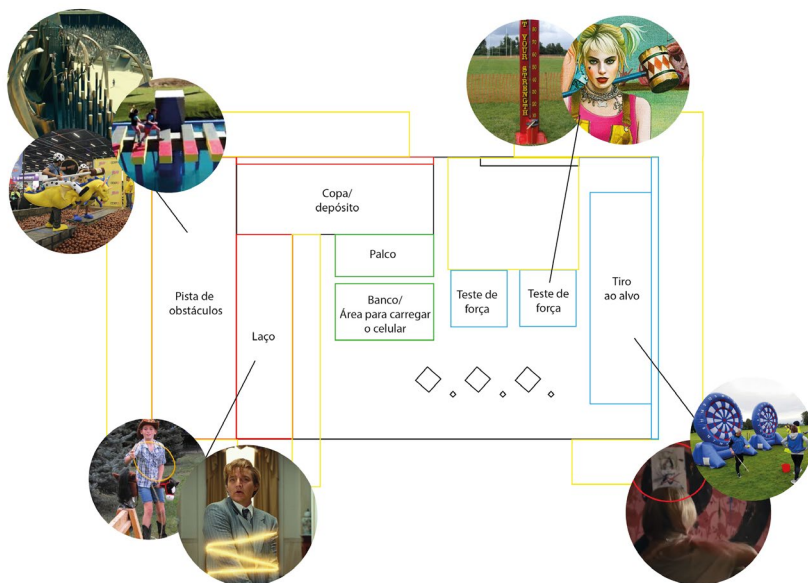 T YOUR STRENGTH
Copa/
depósito
Palco
Pista de
obstáculos
Banco/
Área para carregar
o celular
Teste de
força
Teste de
força
Tiro
ao alvo
Laço